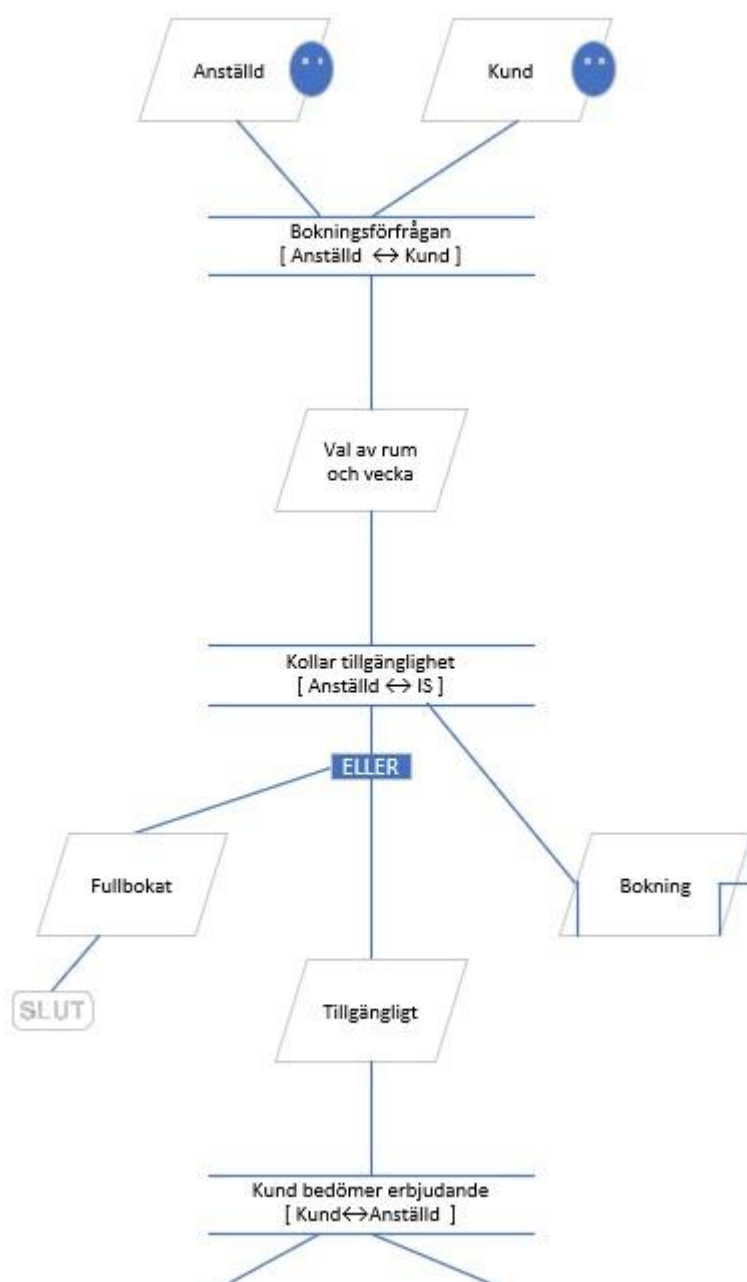 Anställd
Kund
Bokningsförfrågan
[ Anställd ↔ Kund ]
Val av rum
och vecka
Kollar tillgänglighet
[ Anställd ↔ IS ]
ELLER
Fullbokat
Bokning
SLUT
Tillgängligt
Kund bedömer erbjudande
[ Kund↔Anställd ]